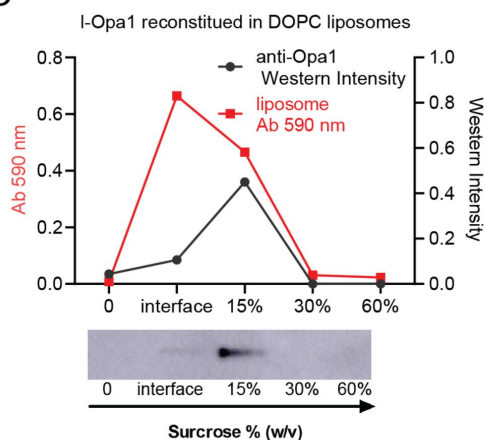 l-Opa1 reconstitued in DOPC liposomes
anti-Opa1
Western Intensity
liposome
Ab 590 nm
Ab 590 nm
0.8
0.6
0.4
0.2
0.0
1.0
0.8
0.6
0.4
0.2
0.0
Western Intensity
0 interface 15% 30% 60%
0 interface 15% 30% 60%
Surcrose % (w/v)